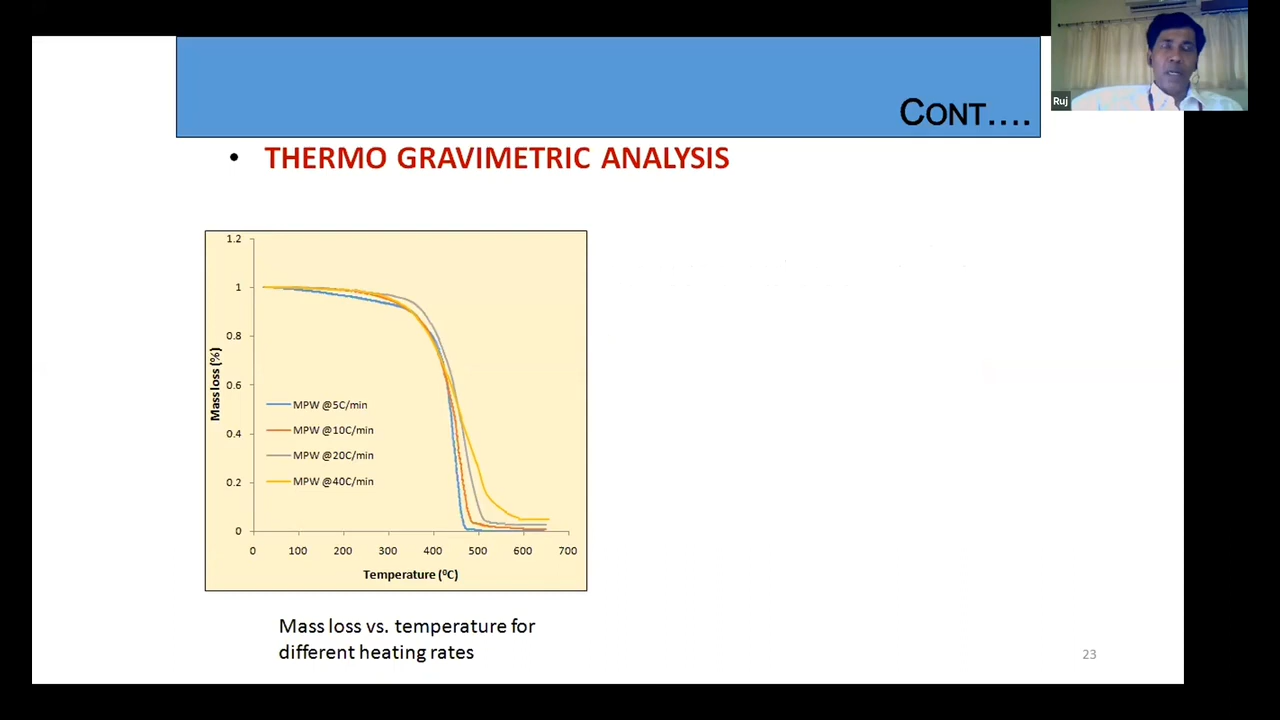 CONT....
Ruj
• THERMO GRAVIMETRIC ANALYSIS
1.2
1
0.8
0.6
0.4
0.2
0
Mass loss (%)
MPW @5C/min
MPW @10C/min
MPW @20C/min
MPW @40C/min
0 100 200 300 400 500 600 700
Temperature (⁰C)
Mass loss vs. temperature for
different heating rates
23